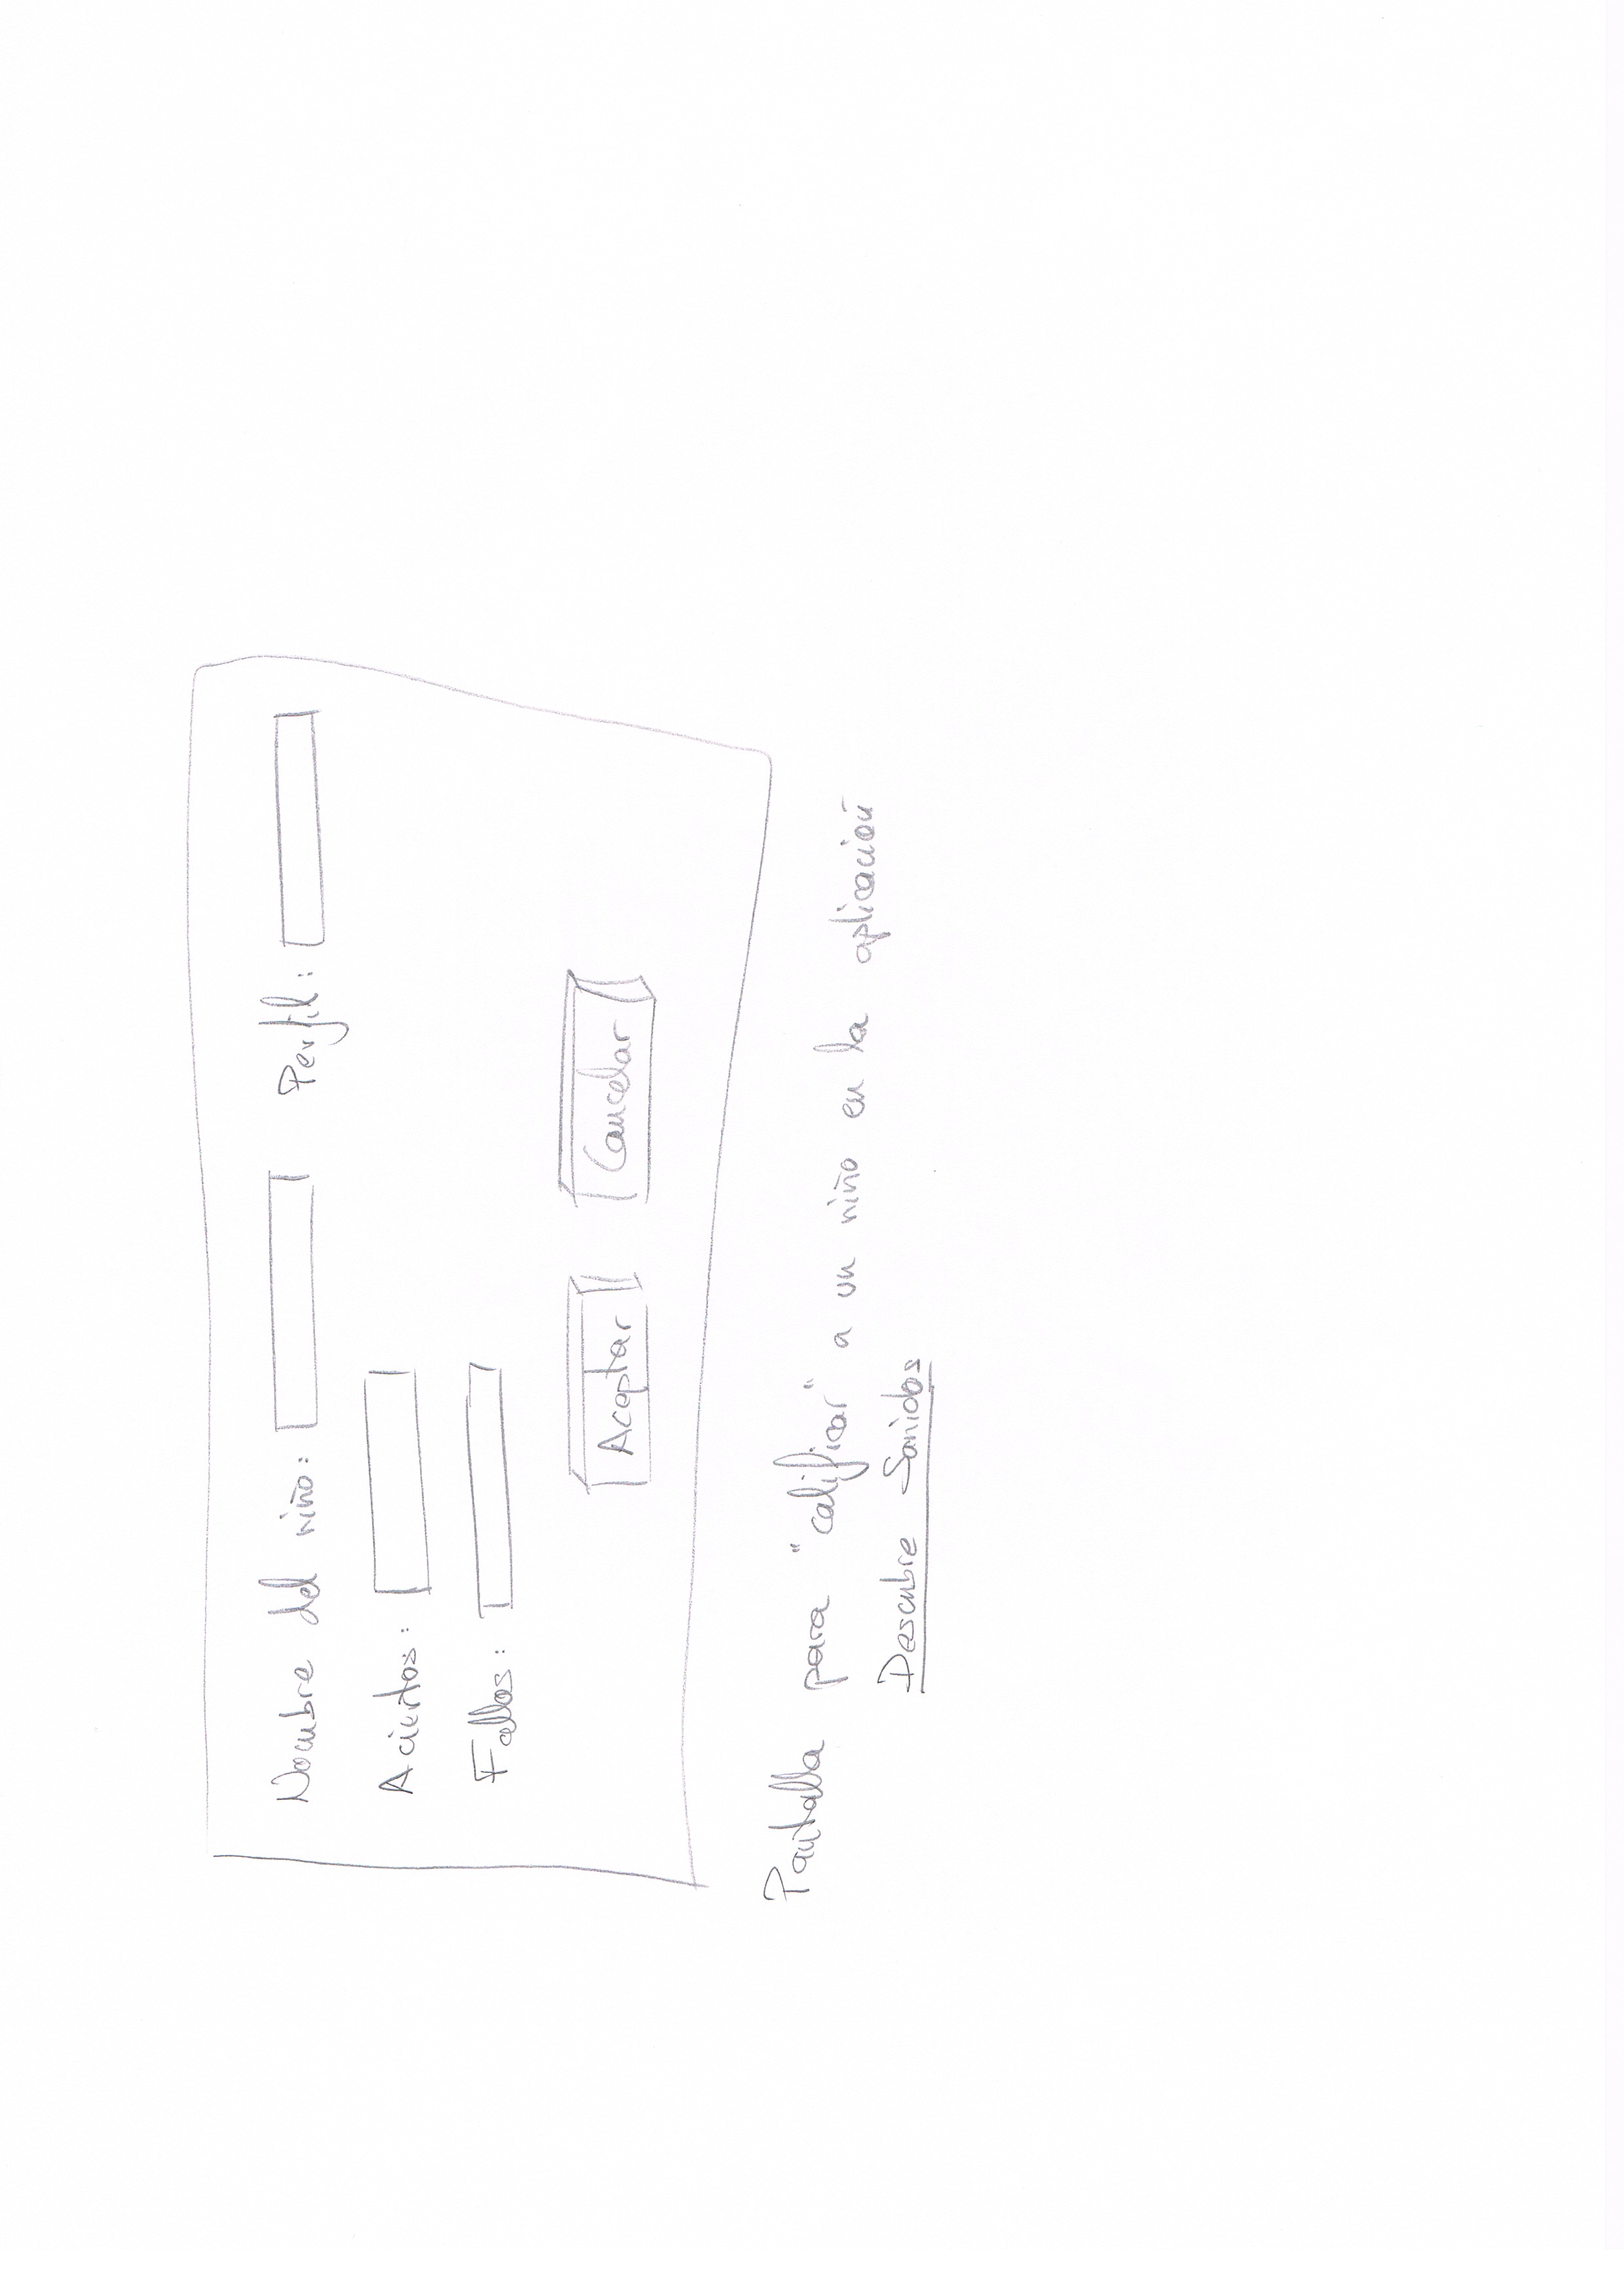 Nombre del niño: Perfil:
Aciertos:
Fallos:
Aceptar Cancelar
Pantalla para "calificar" a un niño en la aplicación
Descubre Sonidos